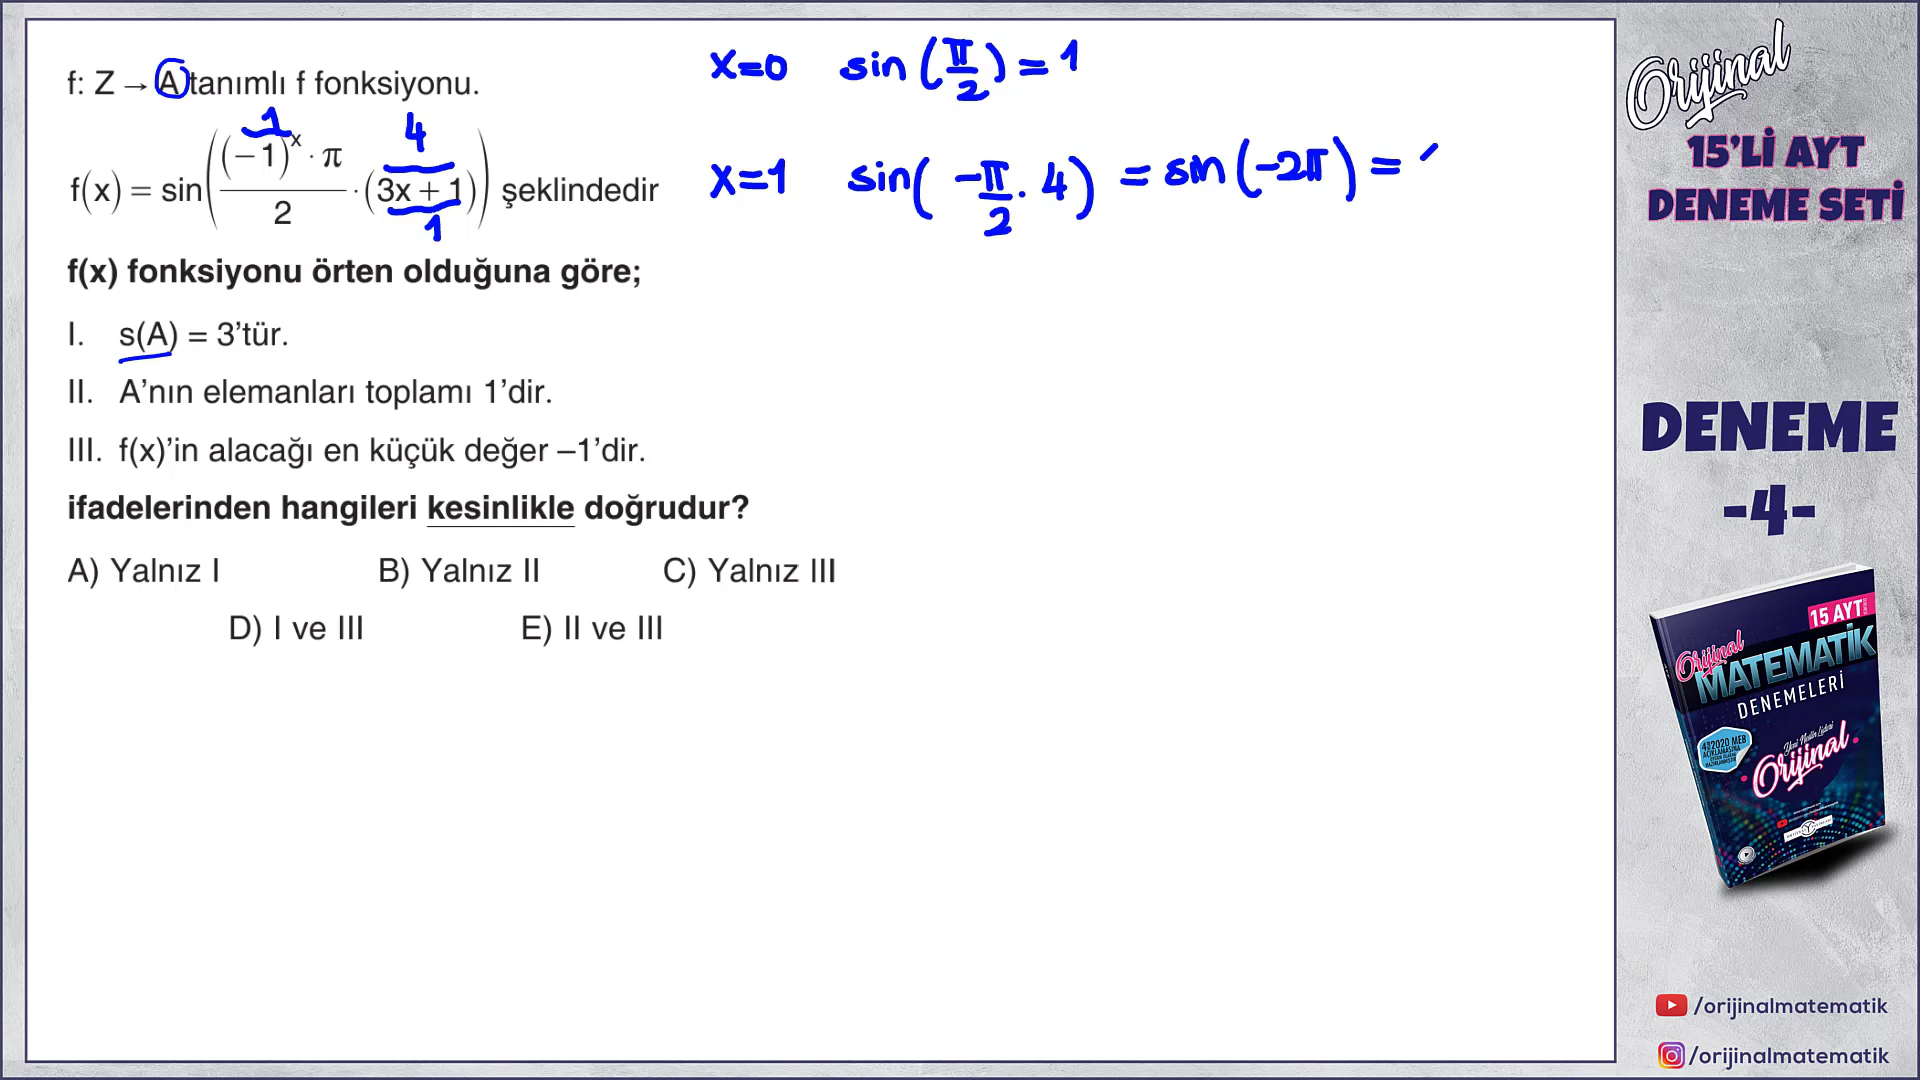 f: Z → A tanımlı f fonksiyonu.
1 4
f(x) = sin((−1)^x · π / 2 · (3x + 1)) şeklindedir
1
f(x) fonksiyonu örten olduğuna göre;
I. s(A) = 3’tür.
II. A’nın elemanları toplamı 1’dir.
III. f(x)’in alacağı en küçük değer –1’dir.
ifadelerinden hangileri kesinlikle doğrudur?
A) Yalnız I B) Yalnız II C) Yalnız III
D) I ve III E) II ve III
x=0 sin(π/2) = 1
x=1 sin(-π/2 · 4) = sin(-2π) =
Orijinal
15’Lİ AYT
DENEME SETİ
DENEME
-4-
15 AYT
Orijinal
MATEMATİK
DENEMELERİ
Orijinal
/orijinalmatematik
/orijinalmatematik